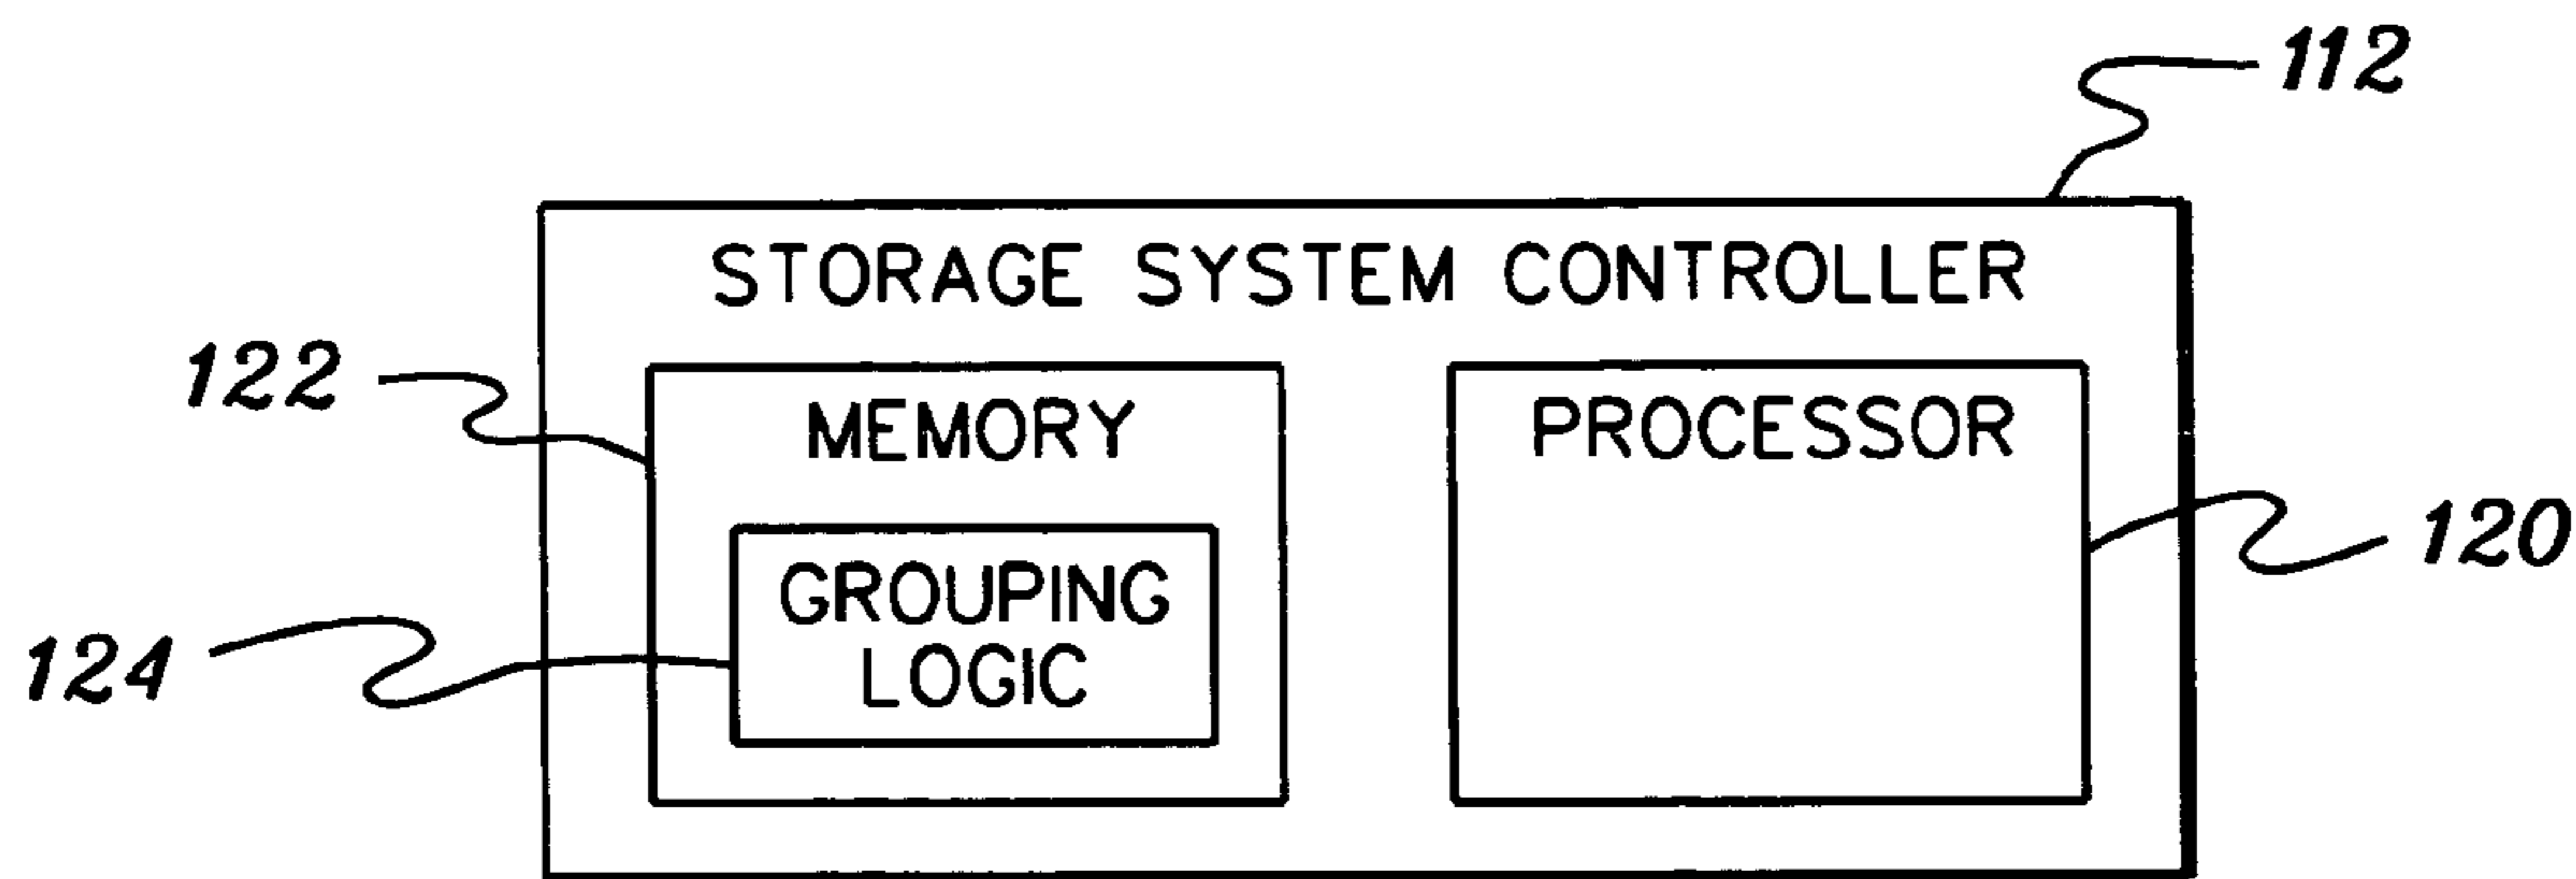 112
STORAGE SYSTEM CONTROLLER
122
MEMORY
PROCESSOR
120
GROUPING
LOGIC
124